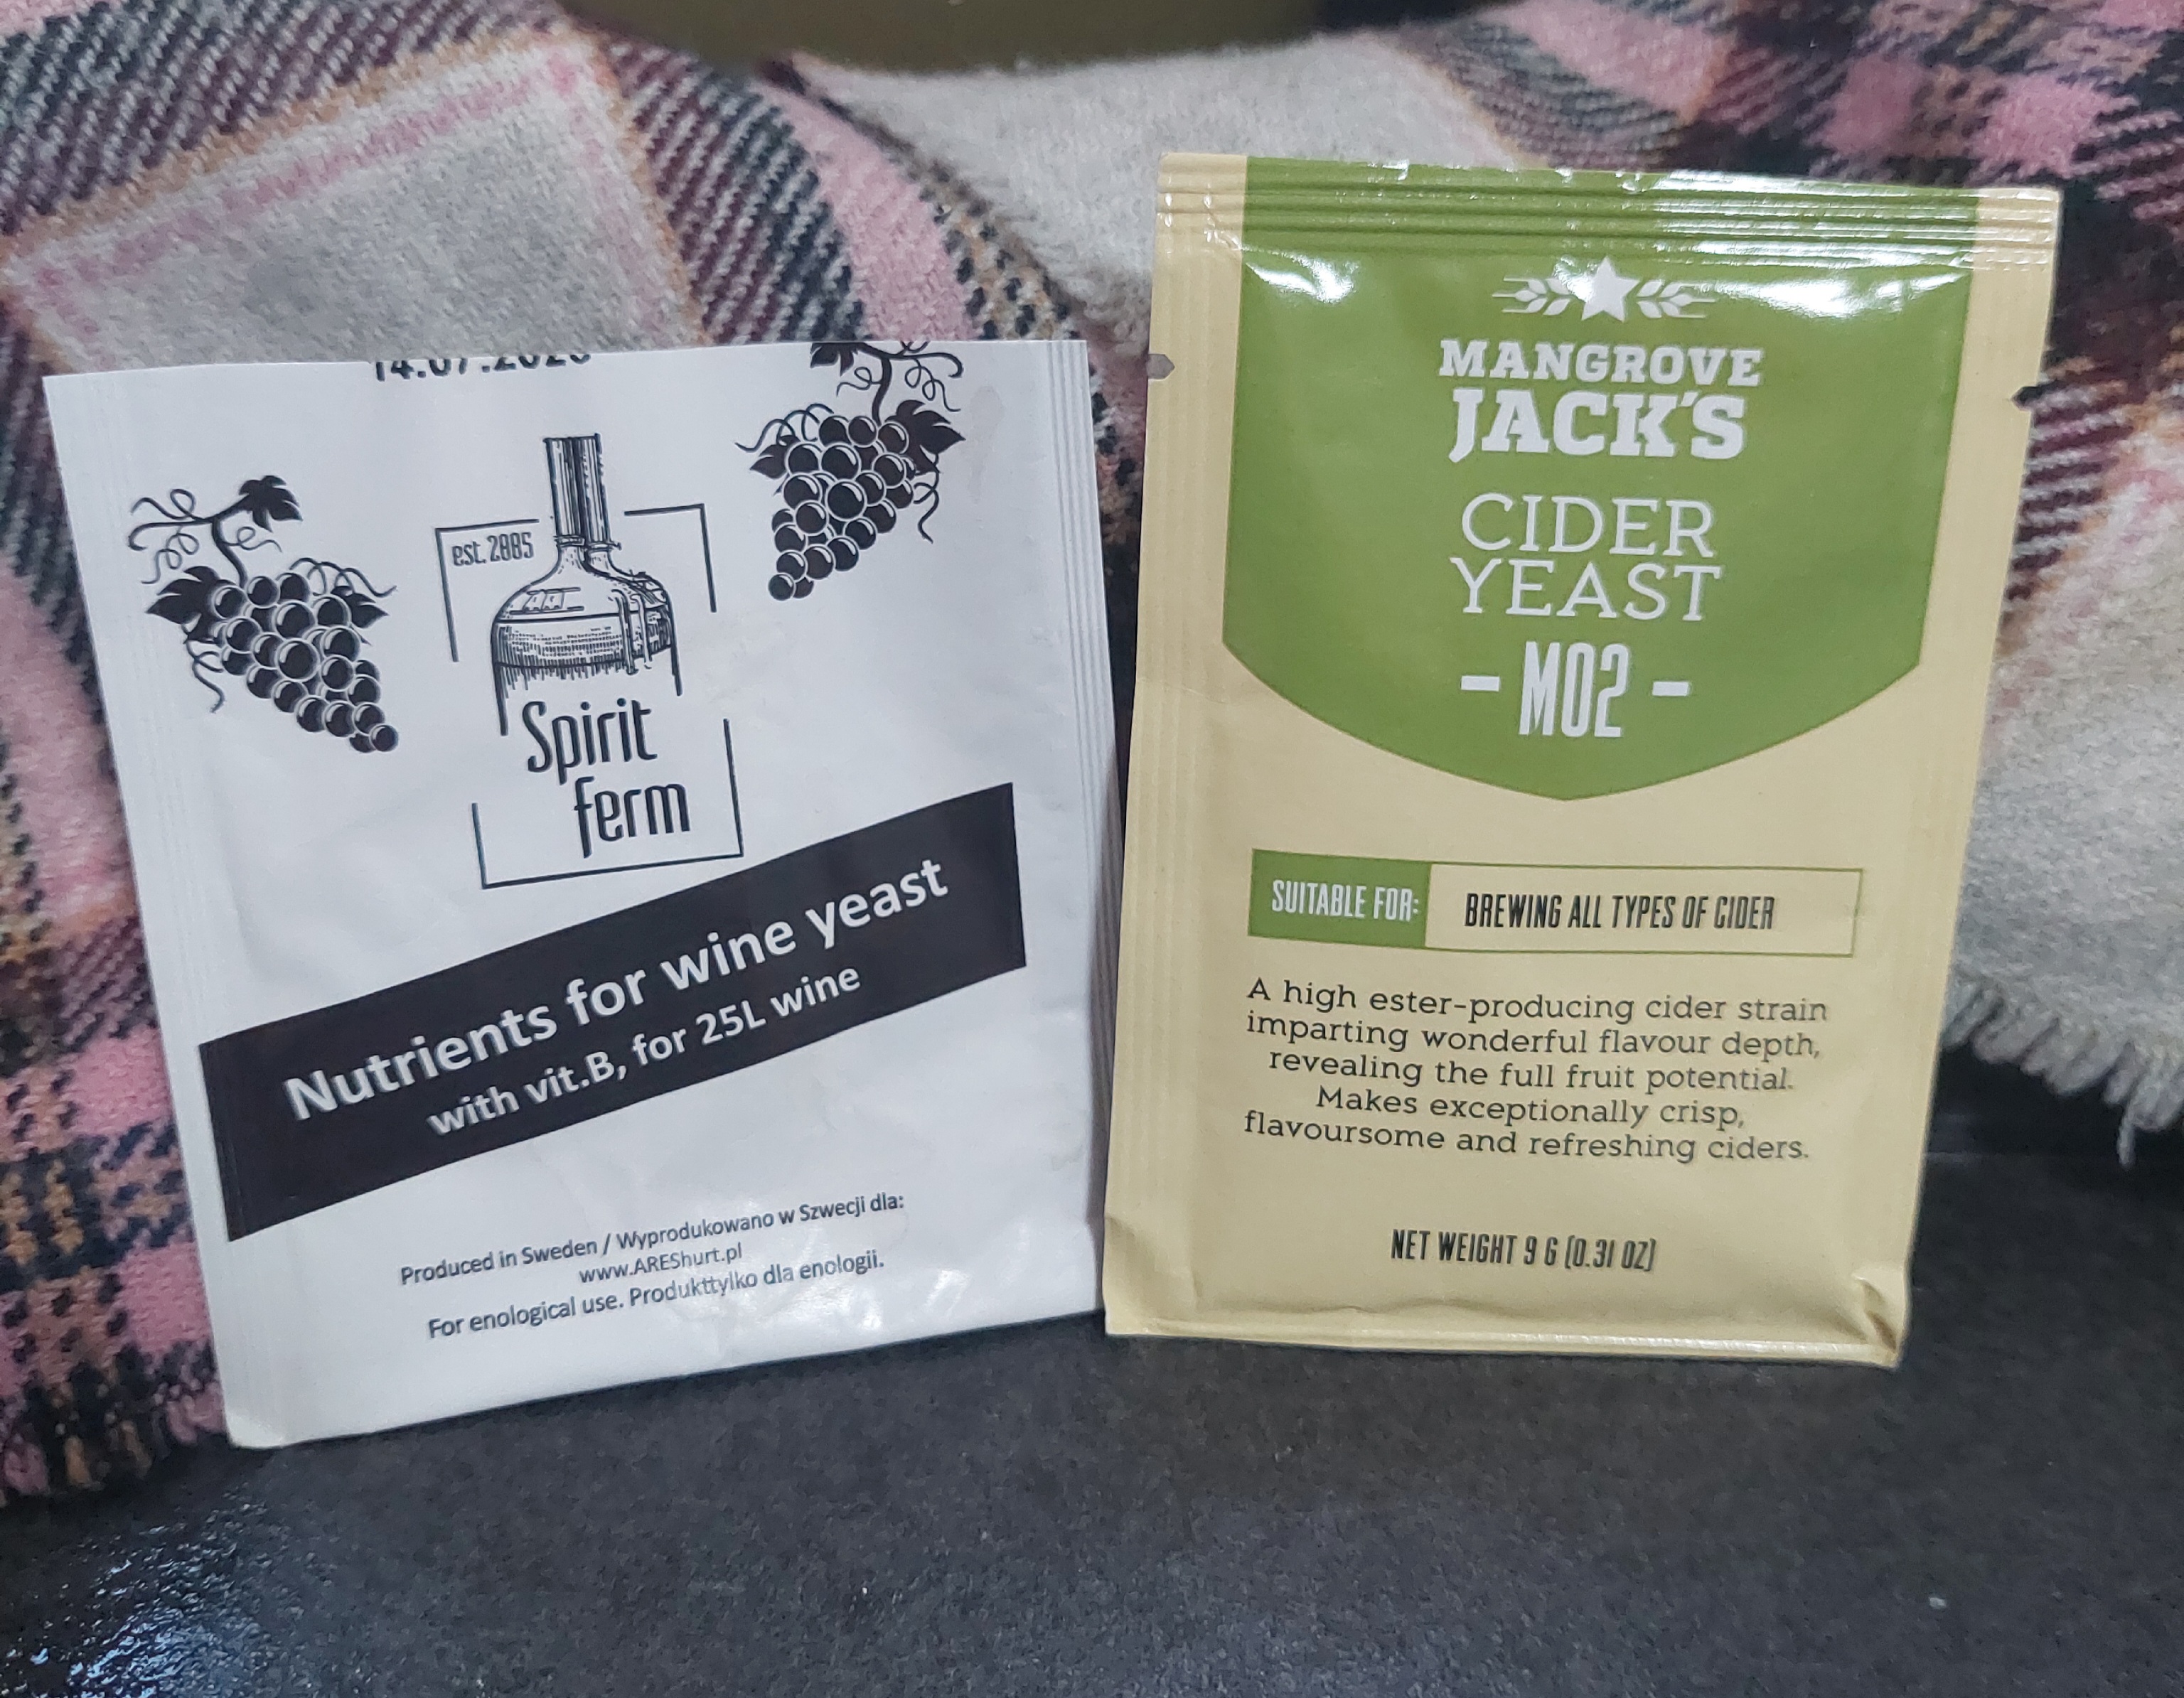 est. 2005
Spirit
ferm
Nutrients for wine yeast
with vit.B, for 25L wine
Produced in Sweden / Wyprodukowano w Szwecji dla:
www.AREShurt.pl
For enological use. Produkttylko dla enologii.
MANGROVE
JACK'S
CIDER
YEAST
- M02 -
SUITABLE FOR: BREWING ALL TYPES OF CIDER
A high ester-producing cider strain
imparting wonderful flavour depth,
revealing the full fruit potential.
Makes exceptionally crisp,
flavoursome and refreshing ciders.
NET WEIGHT 9 G (0.31 OZ)